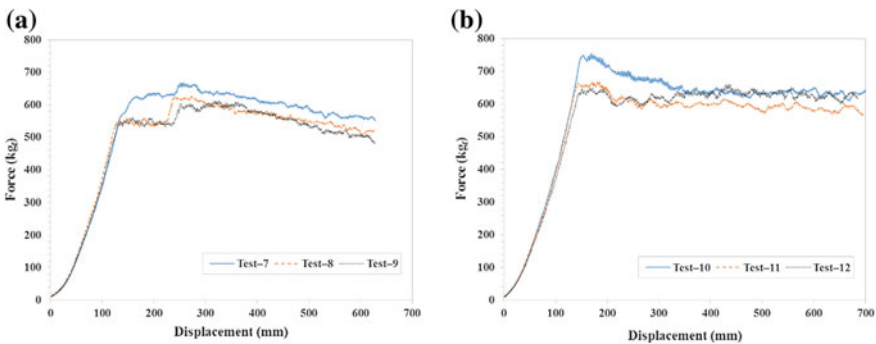 (a)
800
700
600
500
400
300
200
100
0
0 100 200 300 400 500 600 700
Force (kgf)
Displacement (mm)
Test–7 Test–8 Test–9
(b)
800
700
600
500
400
300
200
100
0
0 100 200 300 400 500 600 700
Force (kgf)
Displacement (mm)
Test–10 Test–11 Test–12